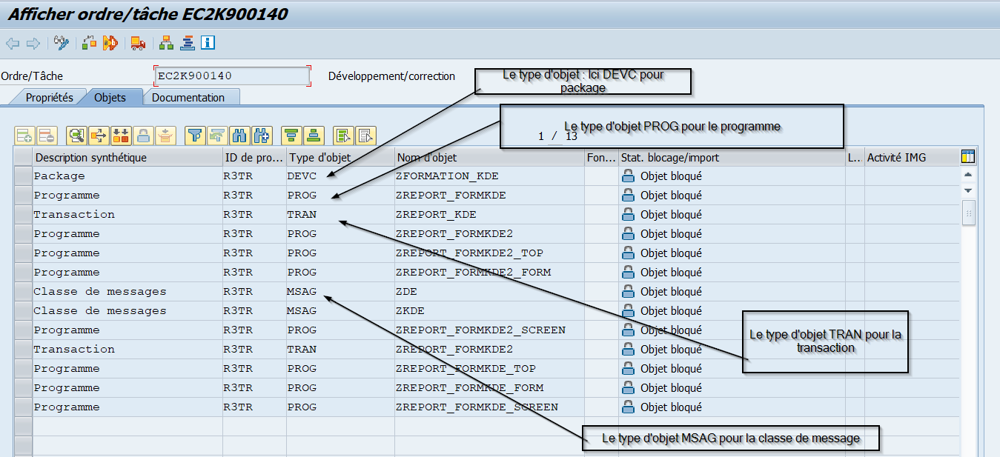 Afficher ordre/tâche EC2K900140
Ordre/Tâche EC2K900140 Développement/correction
Le type d'objet : Ici DEVC pour
package
Propriétés Objets Documentation
Le type d'objet PROG pour le programme
1 / 13
Description synthétique ID de pro... Type d'objet Nom d'objet Fon... Stat. blocage/import L... Activité IMG
Package R3TR DEVC ZFORMATION_KDE Objet bloqué
Programme R3TR PROG ZREPORT_FORMKDE Objet bloqué
Transaction R3TR TRAN ZREPORT_KDE Objet bloqué
Programme R3TR PROG ZREPORT_FORMKDE2 Objet bloqué
Programme R3TR PROG ZREPORT_FORMKDE2_TOP Objet bloqué
Programme R3TR PROG ZREPORT_FORMKDE2_FORM Objet bloqué
Classe de messages R3TR MSAG ZDE Objet bloqué
Classe de messages R3TR MSAG ZKDE Objet bloqué
Programme R3TR PROG ZREPORT_FORMKDE2_SCREEN Objet bloqué
Le type d'objet TRAN pour la
transaction
Transaction R3TR TRAN ZREPORT_FORMKDE2 Objet bloqué
Programme R3TR PROG ZREPORT_FORMKDE_TOP Objet bloqué
Programme R3TR PROG ZREPORT_FORMKDE_FORM Objet bloqué
Programme R3TR PROG ZREPORT_FORMKDE_SCREEN Objet bloqué
Le type d'objet MSAG pour la classe de message